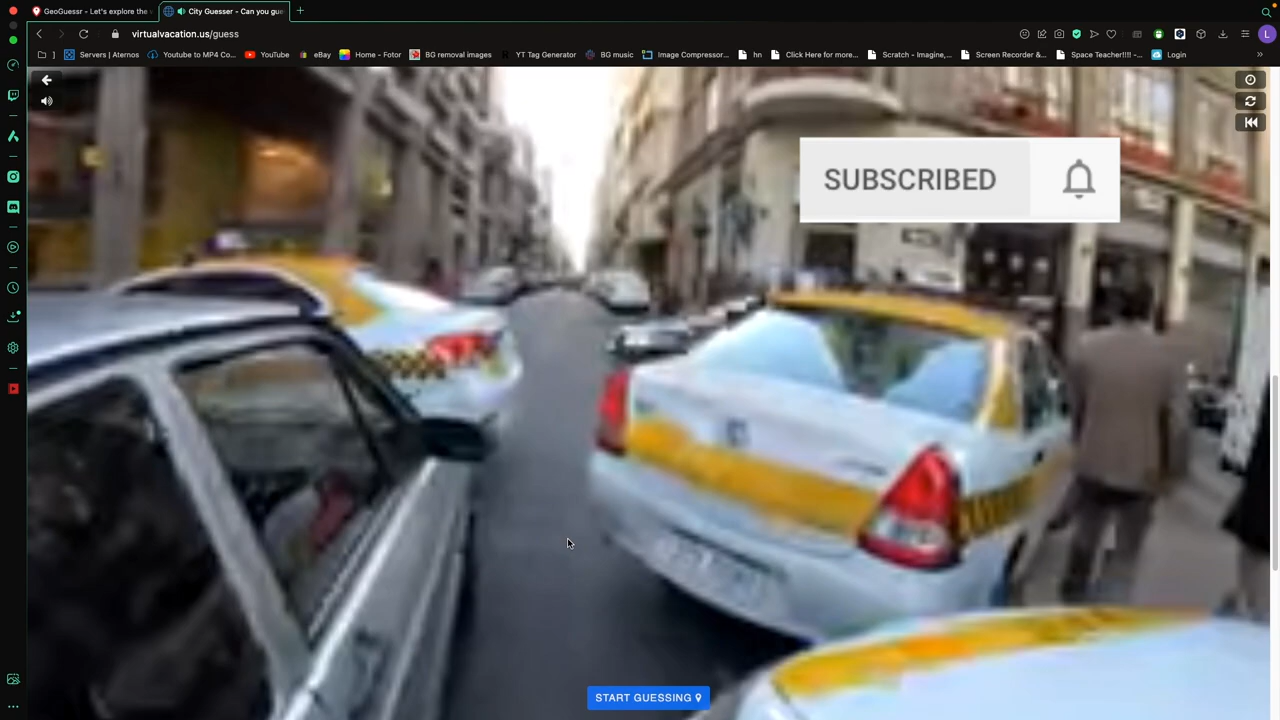 GeoGuessr - Let's explore the w
City Guesser - Can you gue
virtualvacation.us/guess
]
Servers | Aternos
Youtube to MP4 Co...
YouTube
eBay
Home - Fotor
BG removal images
YT Tag Generator
BG music
Image Compressor...
hn
Click Here for more...
Scratch - Imagine,...
Screen Recorder &...
Space Teacher!!!! -...
Login
»
L
SUBSCRIBED
START GUESSING